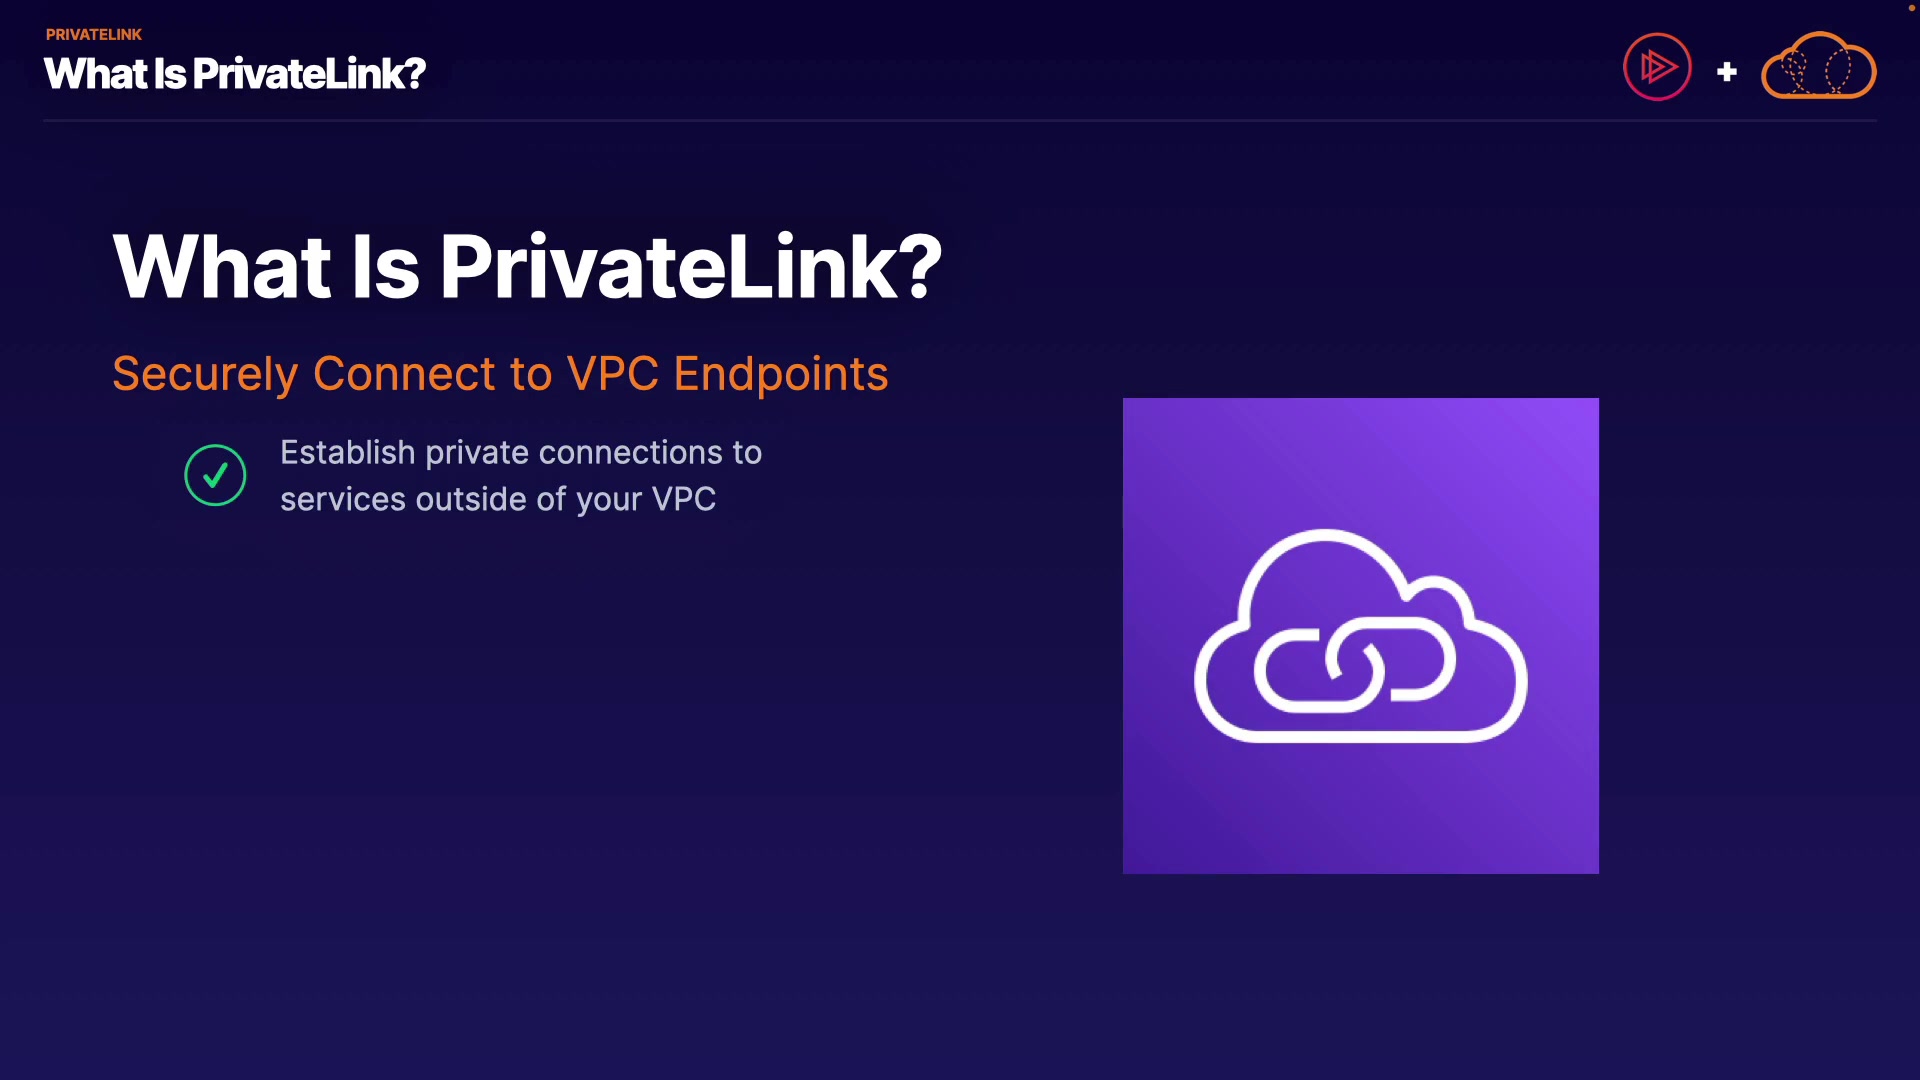 PRIVATELINK
What Is PrivateLink?
+
What Is PrivateLink?
Securely Connect to VPC Endpoints
Establish private connections to
services outside of your VPC